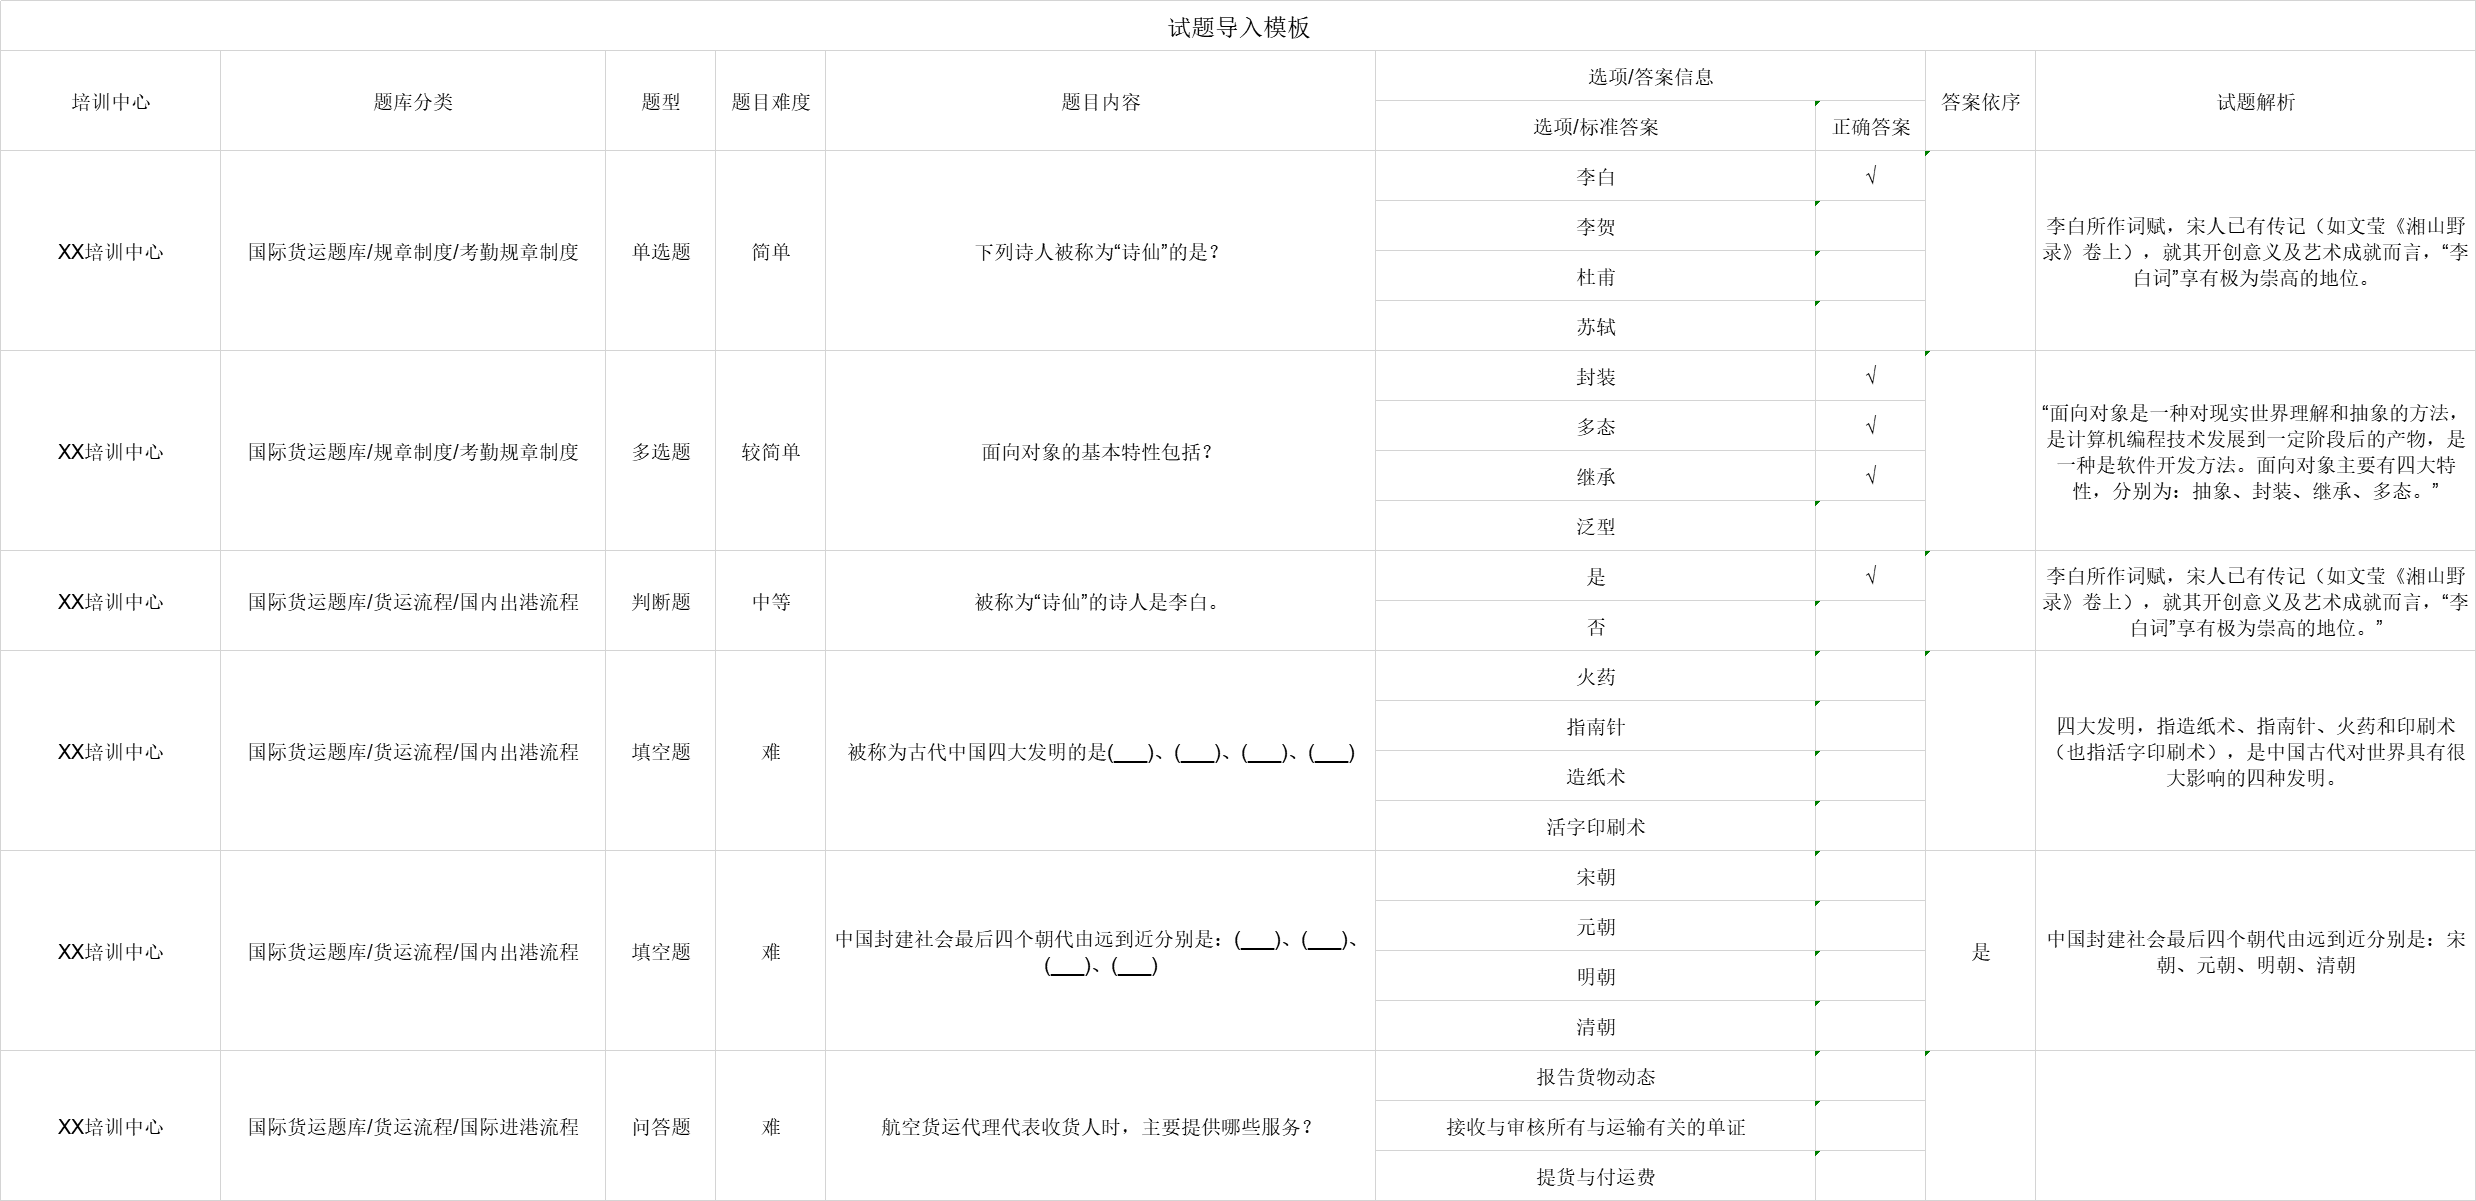 试题导入模板
培训中心
题库分类
题型
题目难度
题目内容
选项/答案信息
选项/标准答案
正确答案
答案依序
试题解析
XX培训中心
国际货运题库/规章制度/考勤规章制度
单选题
简单
下列诗人被称为“诗仙”的是？
李白
√
李贺
杜甫
苏轼
李白所作词赋，宋人已有传记（如文莹《湘山野
录》卷上），就其开创意义及艺术成就而言，“李
白词”享有极为崇高的地位。
XX培训中心
国际货运题库/规章制度/考勤规章制度
多选题
较简单
面向对象的基本特性包括？
封装
√
多态
√
继承
√
泛型
“面向对象是一种对现实世界理解和抽象的方法，
是计算机编程技术发展到一定阶段后的产物，是
一种是软件开发方法。面向对象主要有四大特
性，分别为：抽象、封装、继承、多态。”
XX培训中心
国际货运题库/货运流程/国内出港流程
判断题
中等
被称为“诗仙”的诗人是李白。
是
√
否
李白所作词赋，宋人已有传记（如文莹《湘山野
录》卷上），就其开创意义及艺术成就而言，“李
白词”享有极为崇高的地位。”
XX培训中心
国际货运题库/货运流程/国内出港流程
填空题
难
被称为古代中国四大发明的是(___)、(___)、(___)、(___)
火药
指南针
造纸术
活字印刷术
四大发明，指造纸术、指南针、火药和印刷术
（也指活字印刷术），是中国古代对世界具有很
大影响的四种发明。
XX培训中心
国际货运题库/货运流程/国内出港流程
填空题
难
中国封建社会最后四个朝代由远到近分别是：(___)、(___)、
(___)、(___)
宋朝
元朝
明朝
清朝
是
中国封建社会最后四个朝代由远到近分别是：宋
朝、元朝、明朝、清朝
XX培训中心
国际货运题库/货运流程/国际进港流程
问答题
难
航空货运代理代表收货人时，主要提供哪些服务？
报告货物动态
接收与审核所有与运输有关的单证
提货与付运费